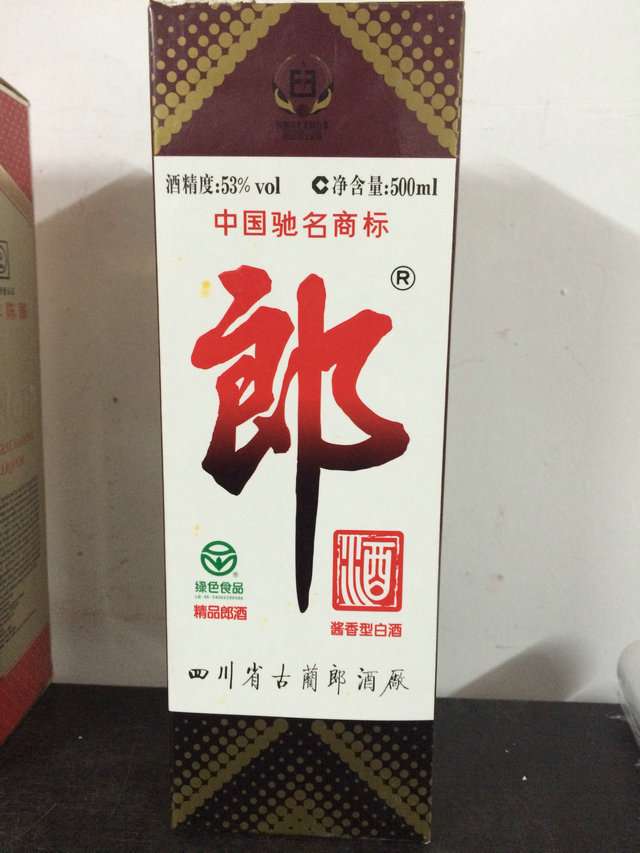 酒精度:53% vol
净含量:500ml
中国驰名商标
郎
®
酒
绿色食品
精品郎酒
酱香型白酒
四川省古蔺郎酒厰